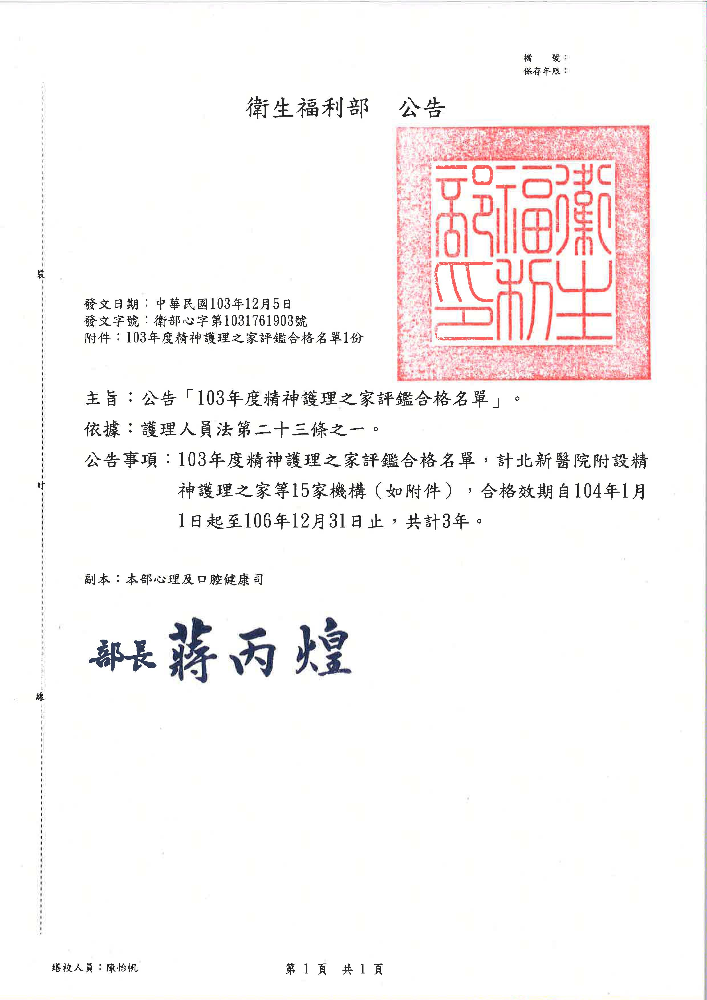 檔　　號：
保存年限：
衛生福利部　公告
衛生福利部印
發文日期：中華民國103年12月5日
發文字號：衛部心字第1031761903號
附件：103年度精神護理之家評鑑合格名單1份
主旨：公告「103年度精神護理之家評鑑合格名單」。
依據：護理人員法第二十三條之一。
公告事項：103年度精神護理之家評鑑合格名單，計北新醫院附設精
神護理之家等15家機構（如附件），合格效期自104年1月
1日起至106年12月31日止，共計3年。
副本：本部心理及口腔健康司
部長 蔣丙煌
裝
訂
線
繕校人員：陳怡帆
第 1 頁　共 1 頁